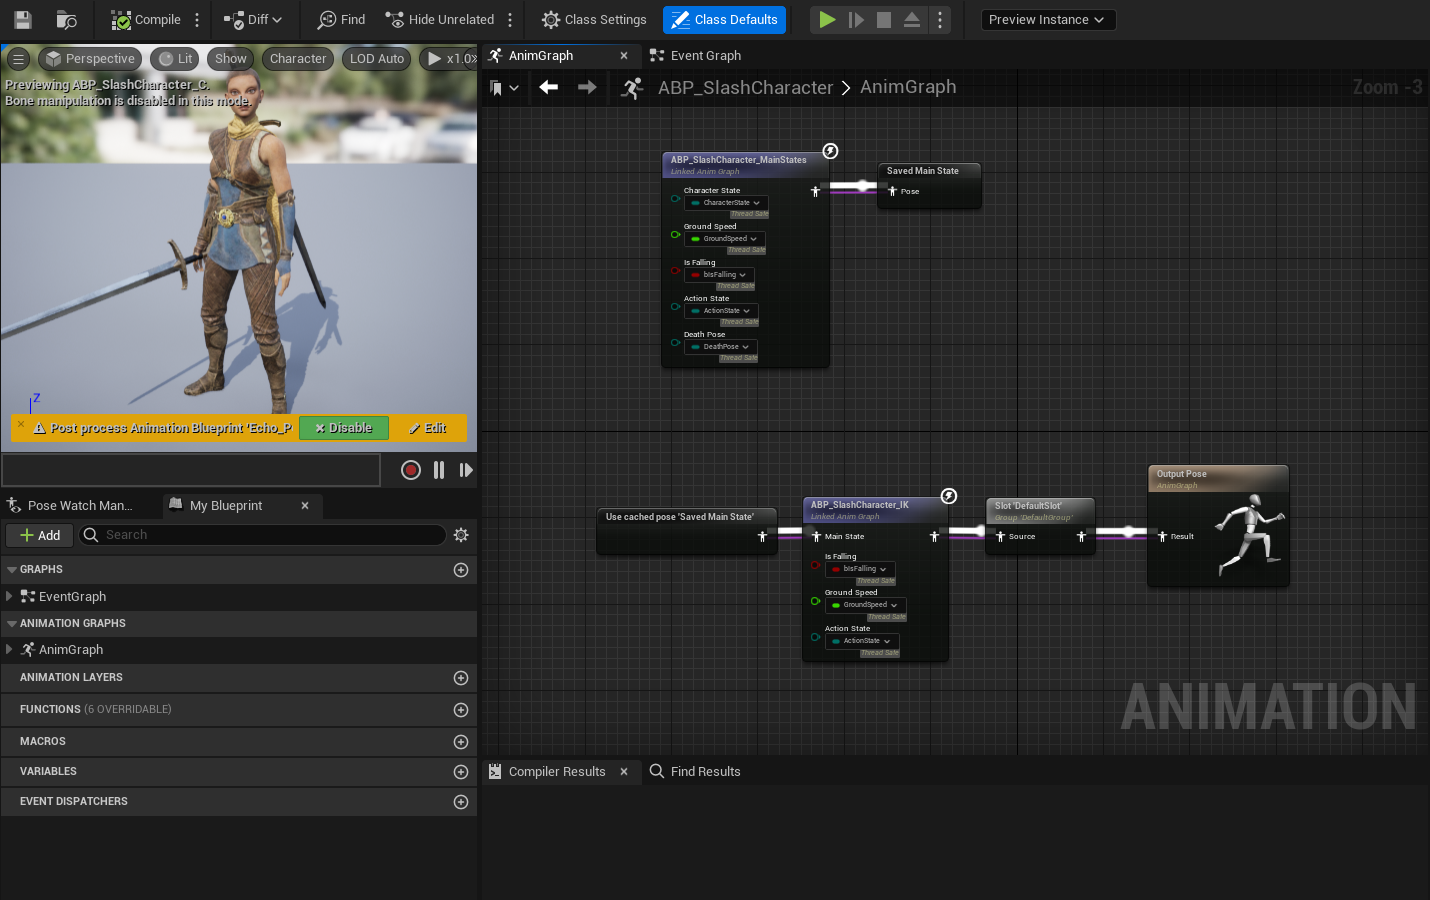 Compile
Diff
Find
Hide Unrelated
Class Settings
Class Defaults
Preview Instance
Perspective
Lit
Show
Character
LOD Auto
x1.0
Previewing ABP_SlashCharacter_C.
Bone manipulation is disabled in this mode.
Z
Post process Animation Blueprint 'Echo_P
Disable
Edit
Pose Watch Man...
My Blueprint
Add
Search
GRAPHS
EventGraph
ANIMATION GRAPHS
AnimGraph
ANIMATION LAYERS
FUNCTIONS (6 OVERRIDABLE)
MACROS
VARIABLES
EVENT DISPATCHERS
AnimGraph
Event Graph
ABP_SlashCharacter > AnimGraph
Zoom -3
ABP_SlashCharacter_MainStates
Linked Anim Graph
Character State
CharacterState
Thread Safe
Ground Speed
GroundSpeed
Thread Safe
Is Falling
bIsFalling
Thread Safe
Action State
ActionState
Thread Safe
Death Pose
DeathPose
Thread Safe
Saved Main State
Pose
Use cached pose 'Saved Main State'
ABP_SlashCharacter_IK
Linked Anim Graph
Main State
Is Falling
bIsFalling
Thread Safe
Ground Speed
GroundSpeed
Thread Safe
Action State
ActionState
Thread Safe
Slot 'DefaultSlot'
Group 'DefaultGroup'
Source
Output Pose
AnimGraph
Result
ANIMATION
Compiler Results
Find Results